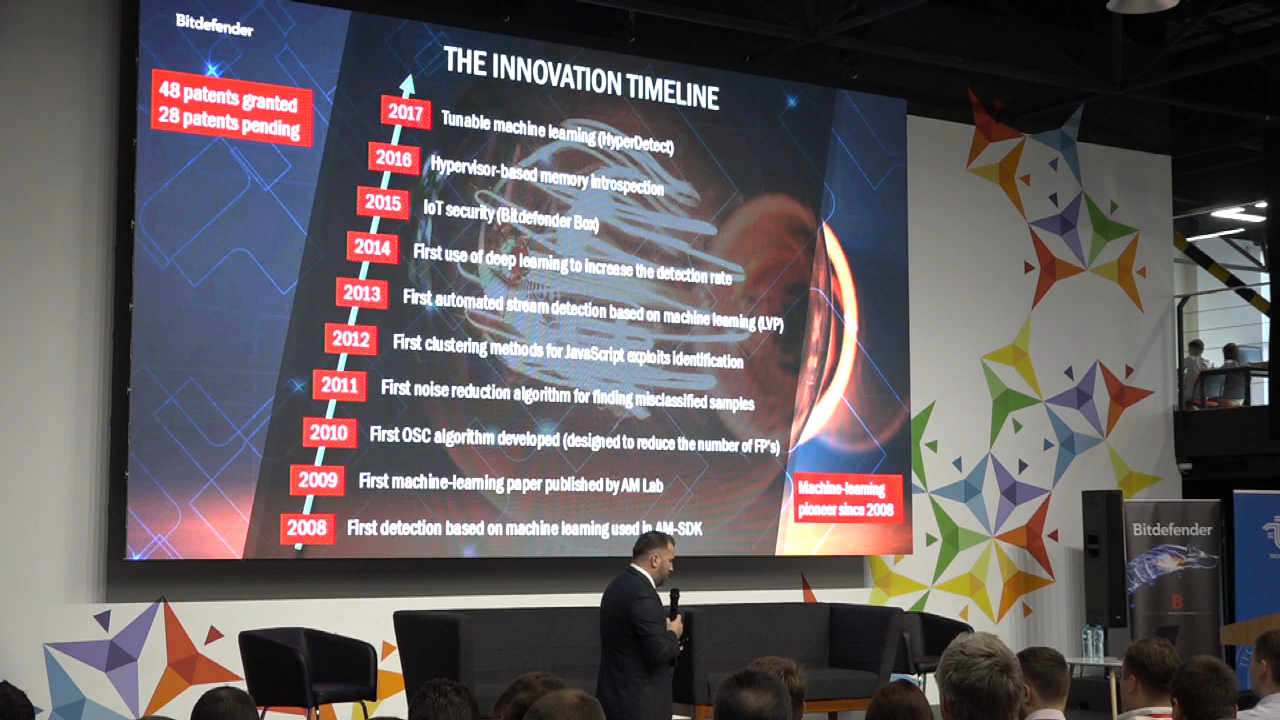 Bitdefender
THE INNOVATION TIMELINE
48 patents granted
28 patents pending
2017 Tunable machine learning (HyperDetect)
2016 Hypervisor-based memory introspection
2015 IoT security (Bitdefender Box)
2014 First use of deep learning to increase the detection rate
2013 First automated stream detection based on machine learning (LVP)
2012 First clustering methods for JavaScript exploits identification
2011 First noise reduction algorithm for finding misclassified samples
2010 First OSC algorithm developed (designed to reduce the number of FP's)
2009 First machine-learning paper published by AM Lab
2008 First detection based on machine learning used in AM-SDK
Machine-learning
pioneer since 2008
Bitdefender
B